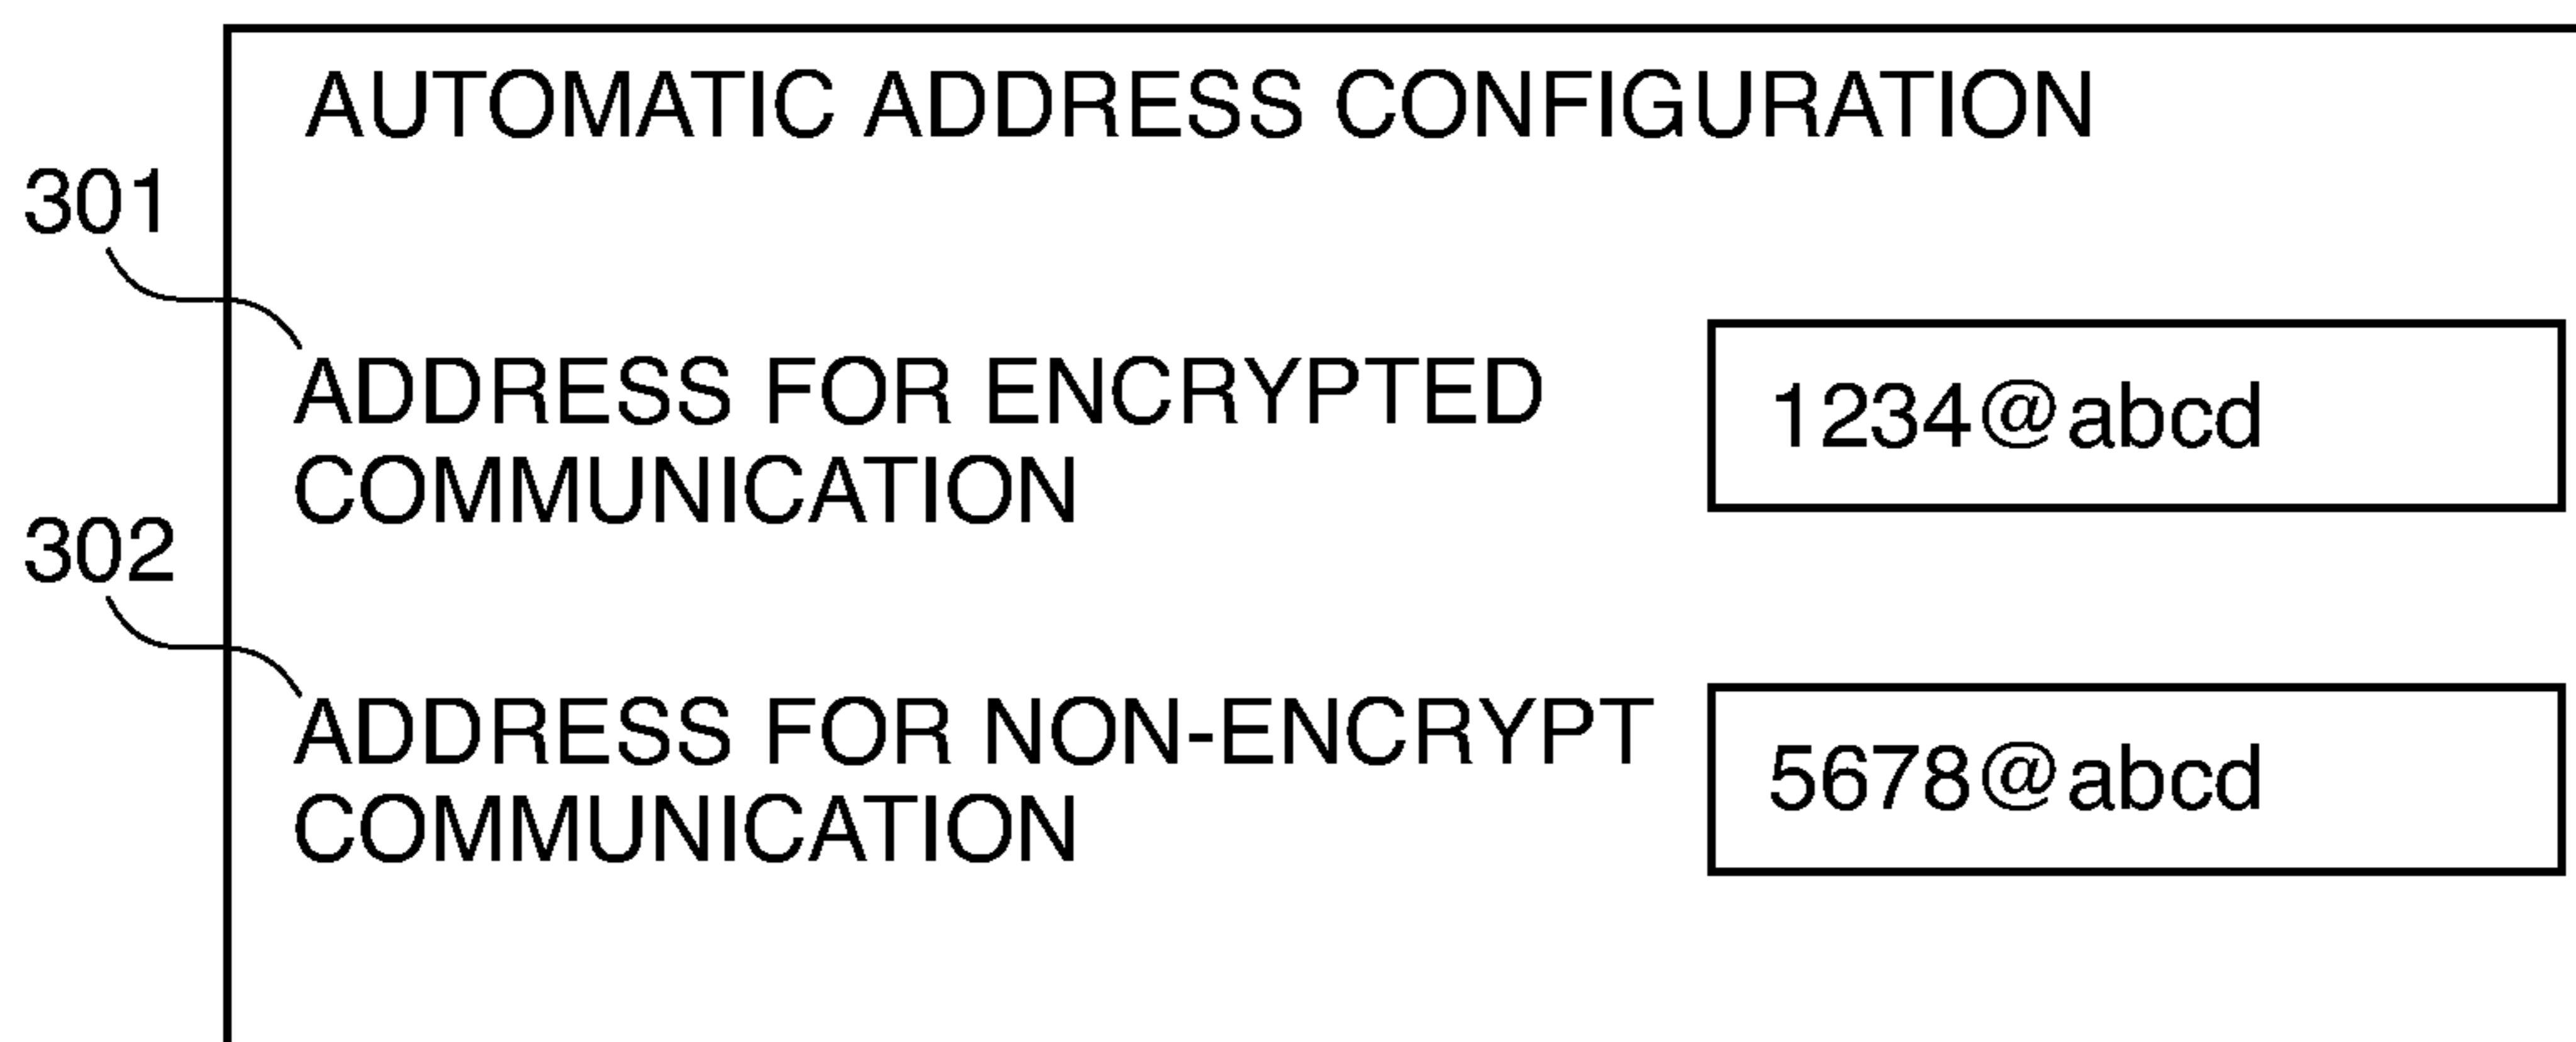 AUTOMATIC ADDRESS CONFIGURATION
301
ADDRESS FOR ENCRYPTED
COMMUNICATION
1234@abcd
302
ADDRESS FOR NON-ENCRYPT
COMMUNICATION
5678@abcd